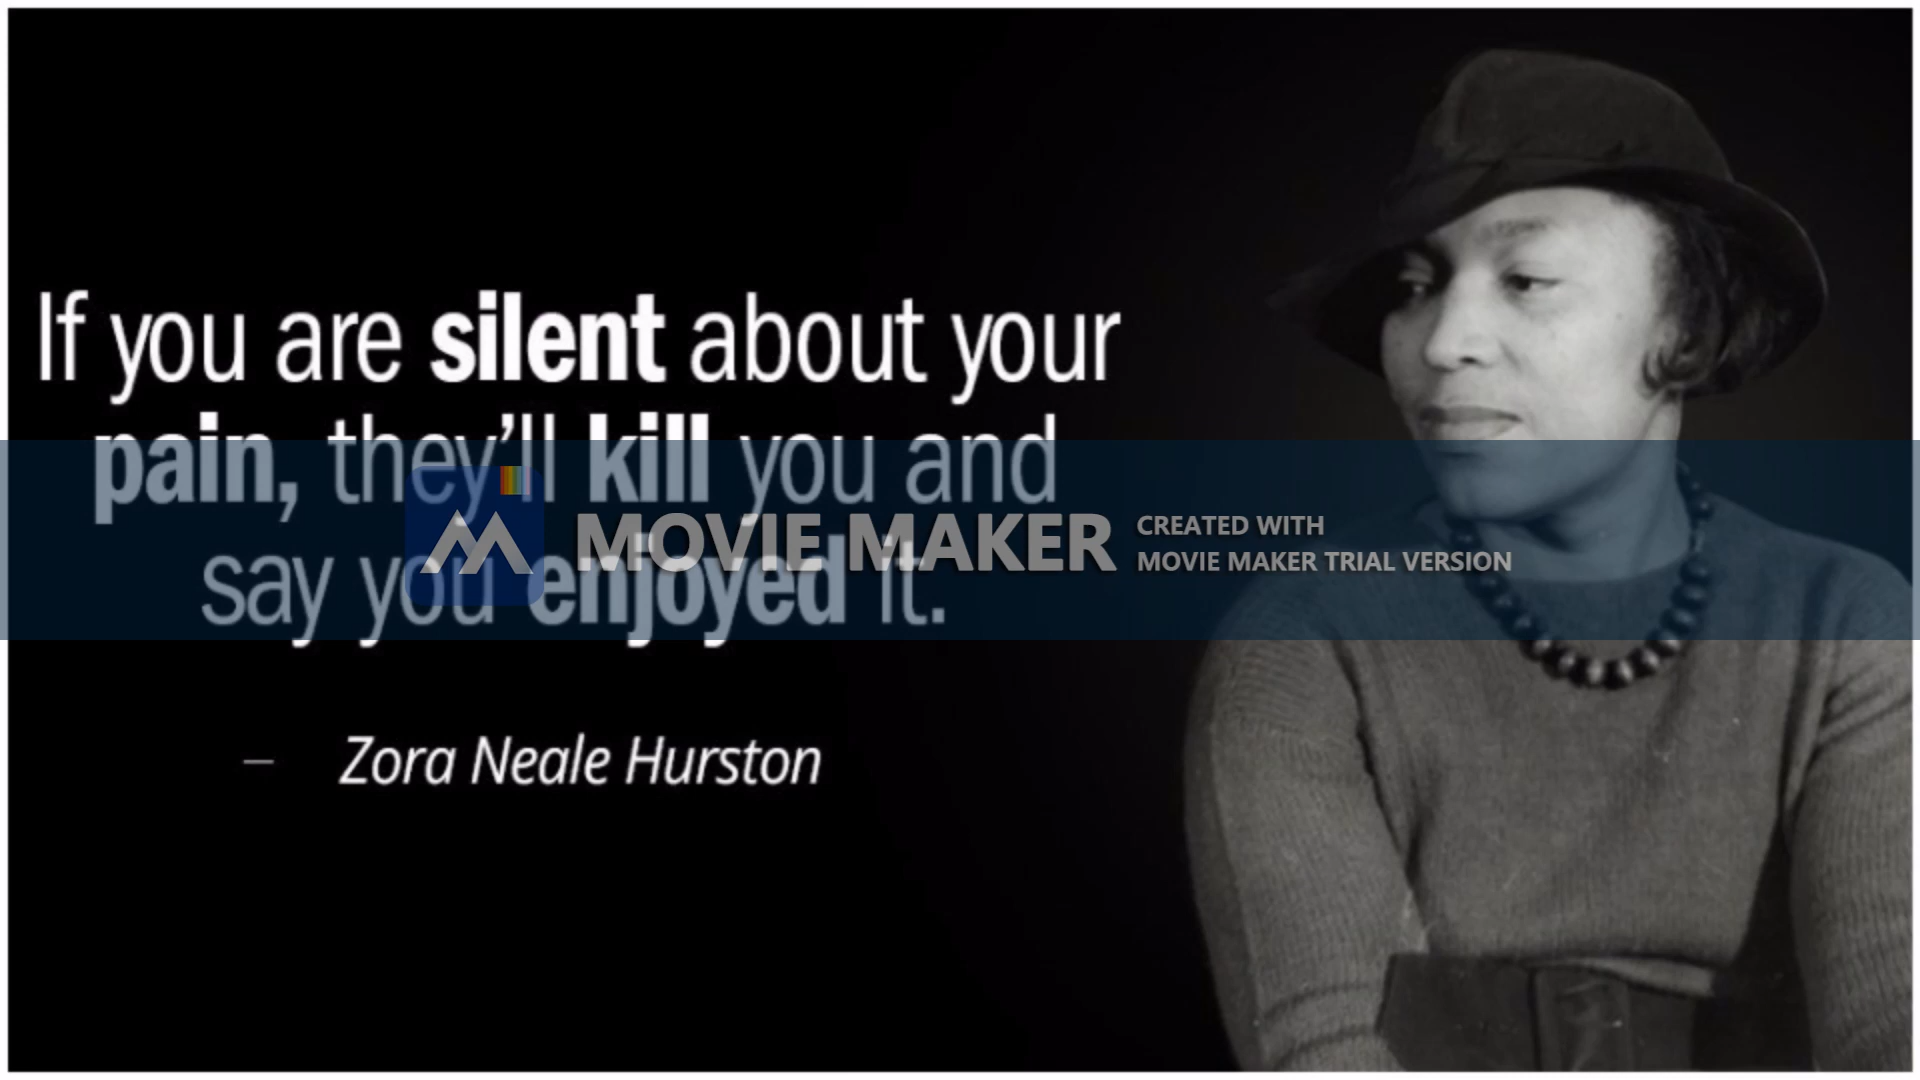 If you are silent about your
pain, they’ll kill you and
say you enjoyed it.
– Zora Neale Hurston
MOVIE MAKER
CREATED WITH
MOVIE MAKER TRIAL VERSION